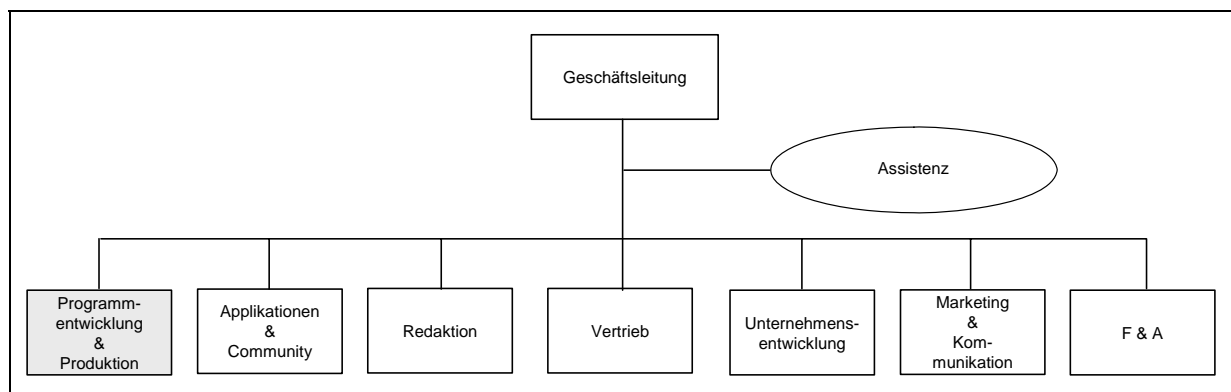 Geschäftsleitung
Assistenz
Programm-
entwicklung
&
Produktion
Applikationen
&
Community
Redaktion
Vertrieb
Unternehmens-
entwicklung
Marketing
&
Kom-
munikation
F & A